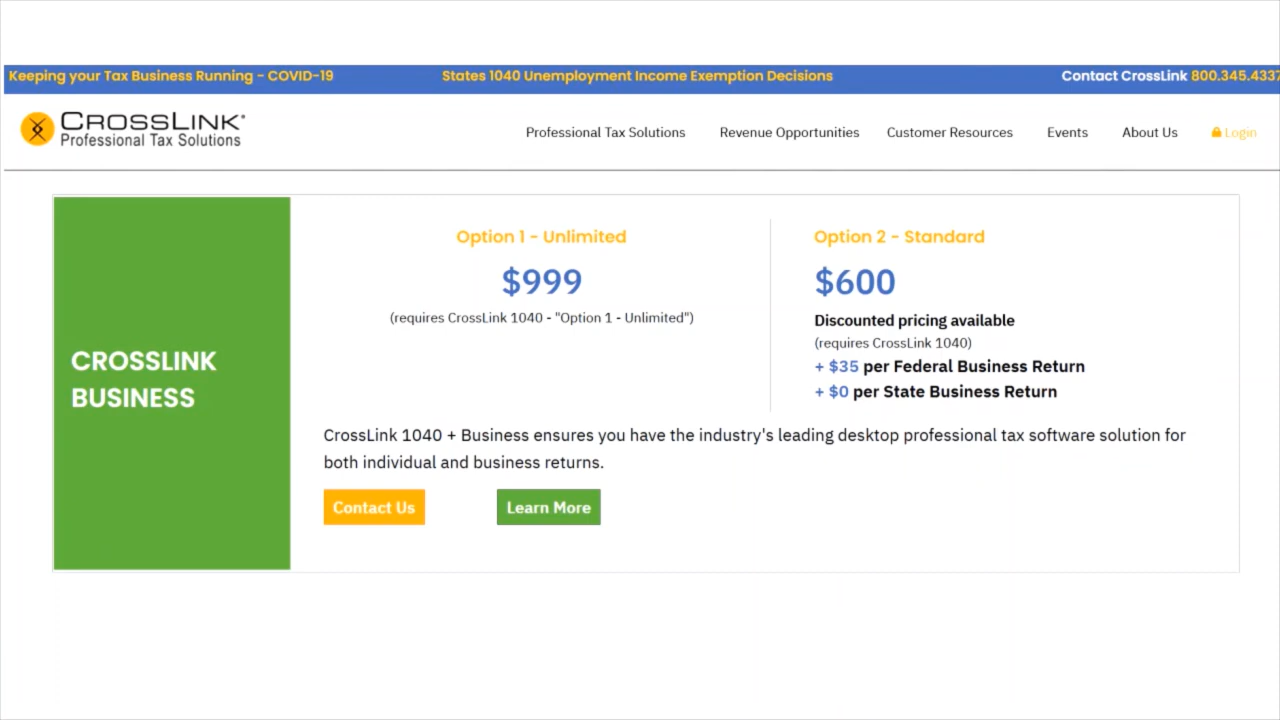 Keeping your Tax Business Running - COVID-19
States 1040 Unemployment Income Exemption Decisions
Contact CrossLink 800.345.4337
CROSSLINK
Professional Tax Solutions
Professional Tax Solutions
Revenue Opportunities
Customer Resources
Events
About Us
Login
CROSSLINK
BUSINESS
Option 1 - Unlimited
$999
(requires CrossLink 1040 - "Option 1 - Unlimited")
Option 2 - Standard
$600
Discounted pricing available
(requires CrossLink 1040)
+ $35 per Federal Business Return
+ $0 per State Business Return
CrossLink 1040 + Business ensures you have the industry's leading desktop professional tax software solution for
both individual and business returns.
Contact Us
Learn More